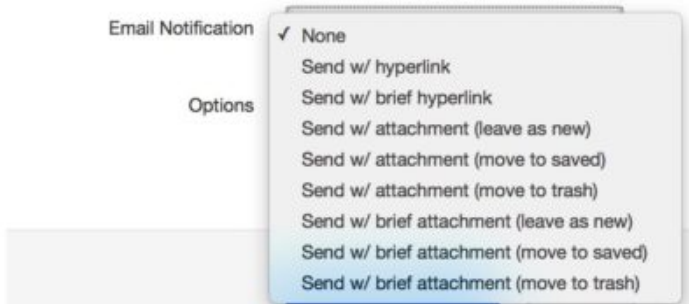 Email Notification
✓ None
Send w/ hyperlink
Send w/ brief hyperlink
Options
Send w/ attachment (leave as new)
Send w/ attachment (move to saved)
Send w/ attachment (move to trash)
Send w/ brief attachment (leave as new)
Send w/ brief attachment (move to saved)
Send w/ brief attachment (move to trash)